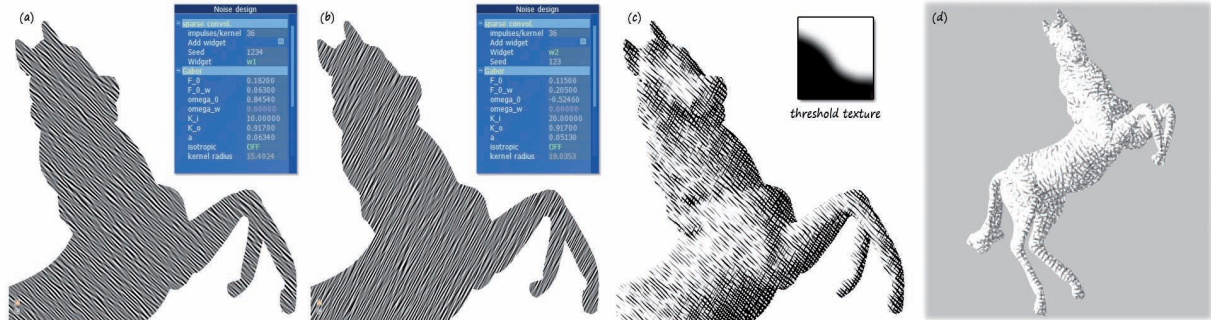 (a)
Noise design
sparse convol.
impulses/kernel 36
Add widget
Seed 1234
Widget w1
Gabor
F_0 0.18200
F_0_w 0.06300
omega_0 0.84540
omega_w 0.00000
K_i 10.00000
K_o 0.91700
a 0.06340
isotropic OFF
kernel radius 15.4024
(b)
Noise design
sparse convol.
impulses/kernel 36
Add widget
Seed 123
Widget w2
Gabor
F_0 0.11500
F_0_w 0.20500
omega_0 -0.52460
omega_w 0.00000
K_i 20.00000
K_o 0.91700
a 0.05130
isotropic OFF
kernel radius 19.0353
(c)
threshold texture
(d)